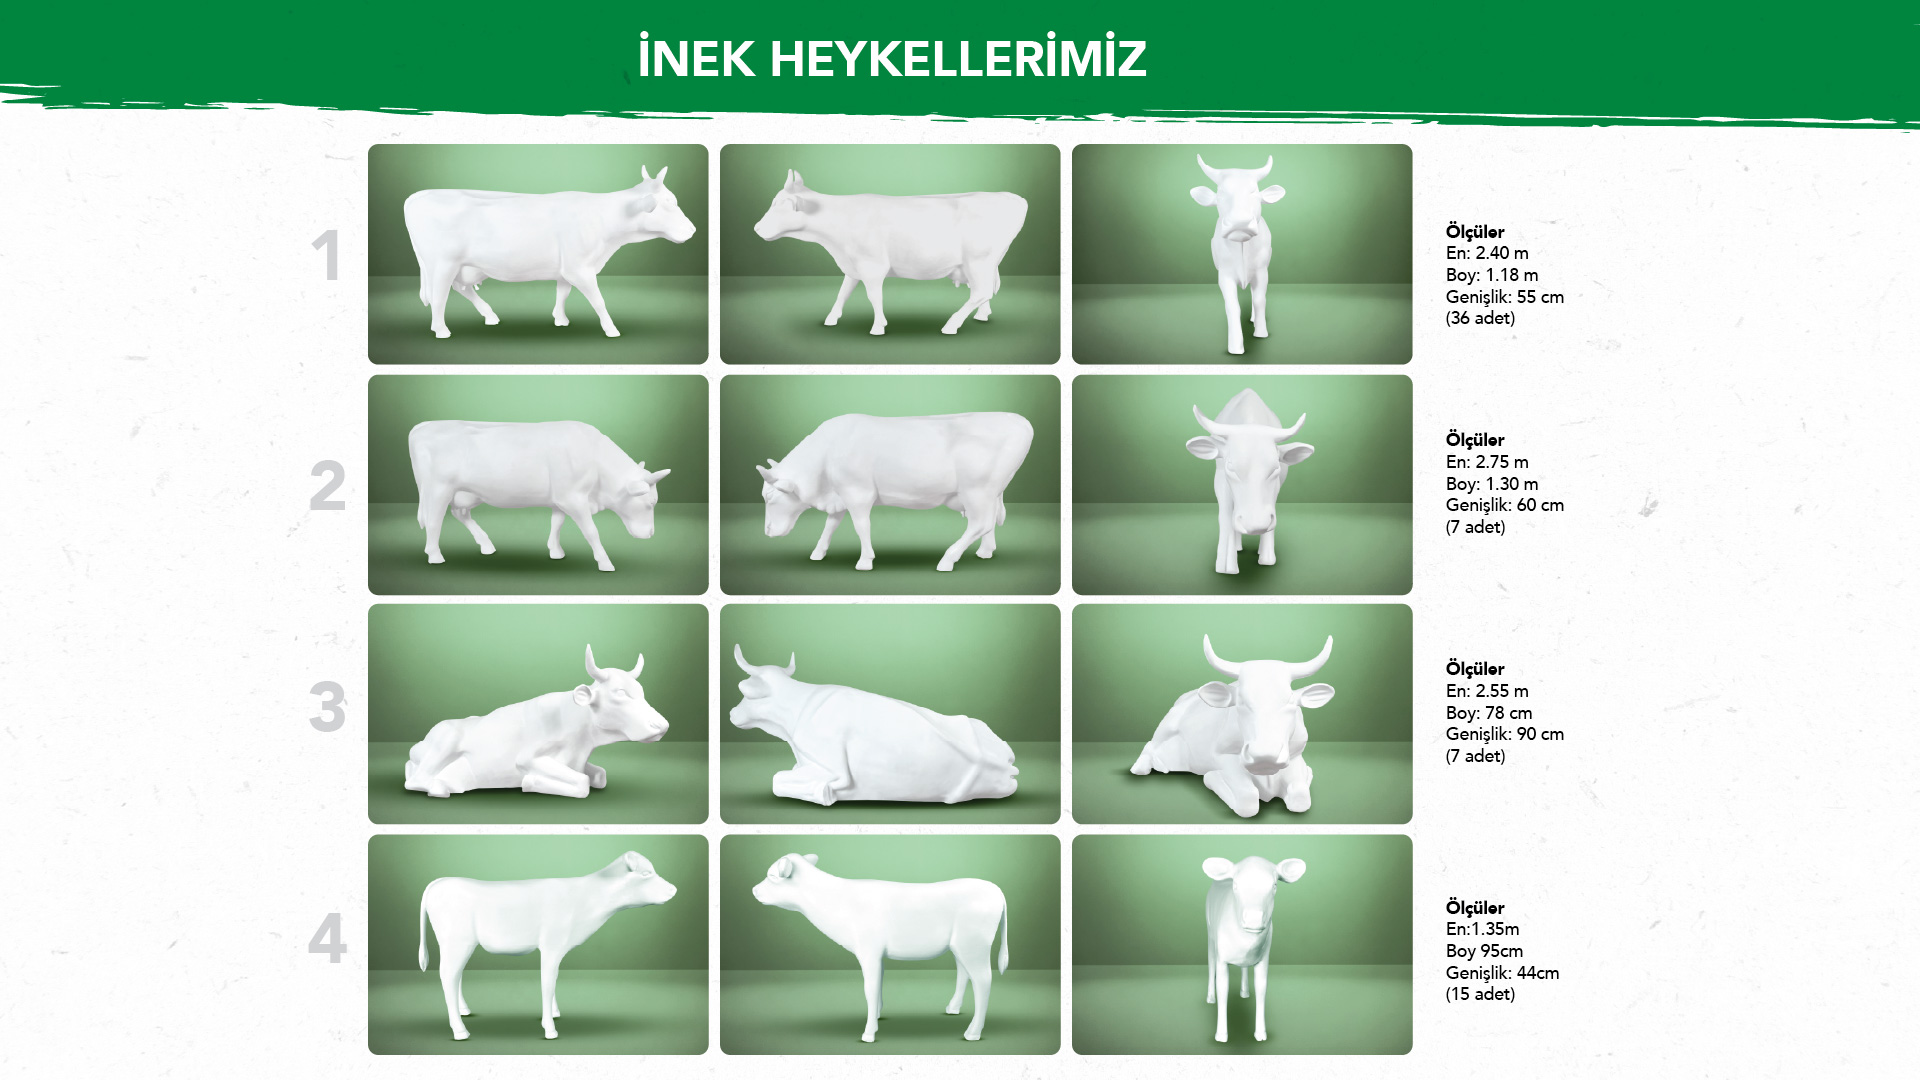 İNEK HEYKELLERİMİZ
1
Ölçüler
En: 2.40 m
Boy: 1.18 m
Genişlik: 55 cm
(36 adet)
2
Ölçüler
En: 2.75 m
Boy: 1.30 m
Genişlik: 60 cm
(7 adet)
3
Ölçüler
En: 2.55 m
Boy: 78 cm
Genişlik: 90 cm
(7 adet)
4
Ölçüler
En:1.35m
Boy 95cm
Genişlik: 44cm
(15 adet)